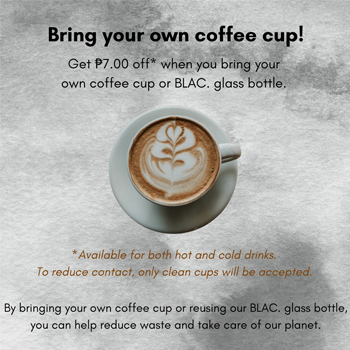 Bring your own coffee cup!
Get ₱7.00 off* when you bring your
own coffee cup or BLAC. glass bottle.
*Available for both hot and cold drinks.
To reduce contact, only clean cups will be accepted.
By bringing your own coffee cup or reusing our BLAC. glass bottle,
you can help reduce waste and take care of our planet.